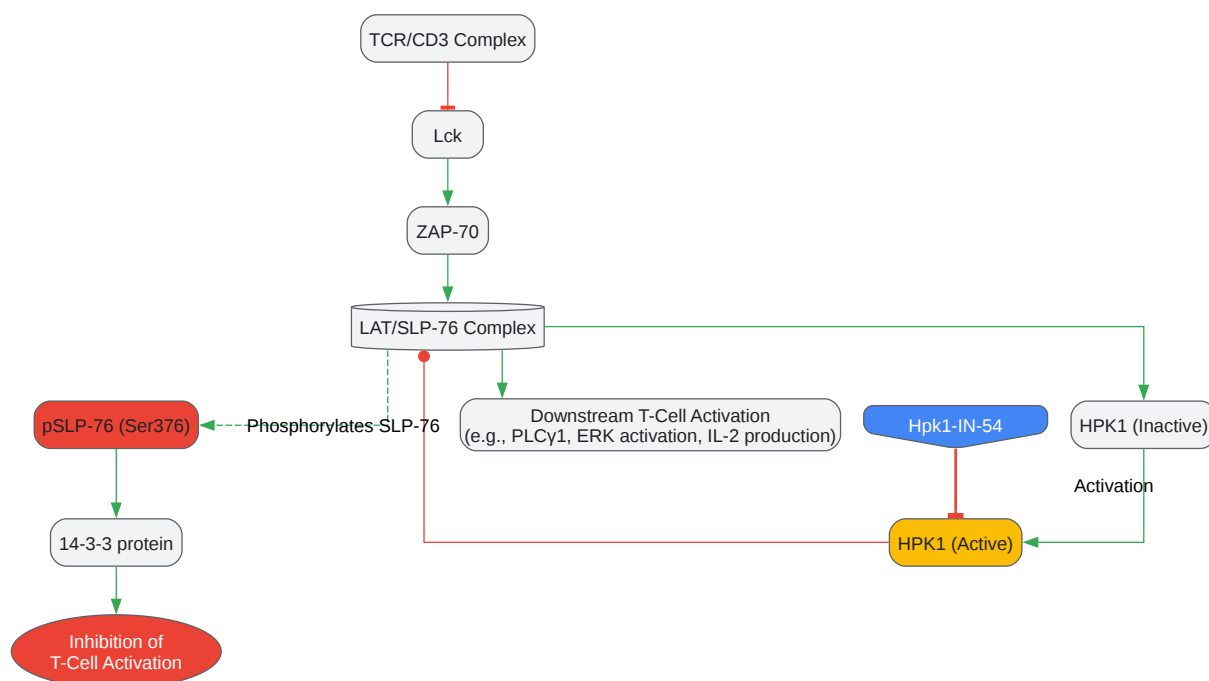 TCR/CD3 Complex
Lck
ZAP-70
LAT/SLP-76 Complex
pSLP-76 (Ser376)
Phosphorylates SLP-76
Downstream T-Cell Activation
(e.g., PLCγ1, ERK activation, IL-2 production)
Hpk1-IN-54
HPK1 (Inactive)
Activation
14-3-3 protein
HPK1 (Active)
Inhibition of
T-Cell Activation